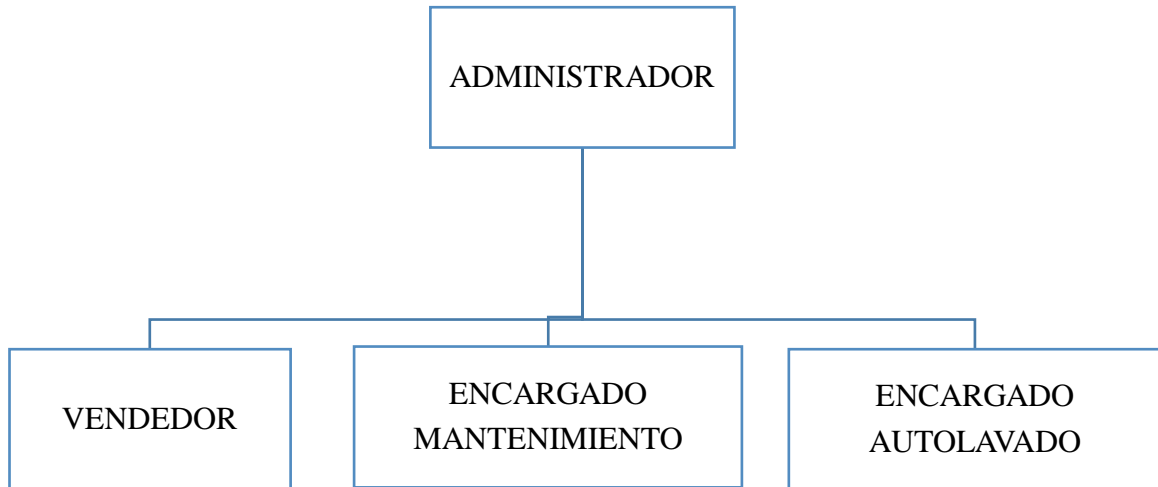 ADMINISTRADOR
VENDEDOR
ENCARGADO
MANTENIMIENTO
ENCARGADO
AUTOLAVADO